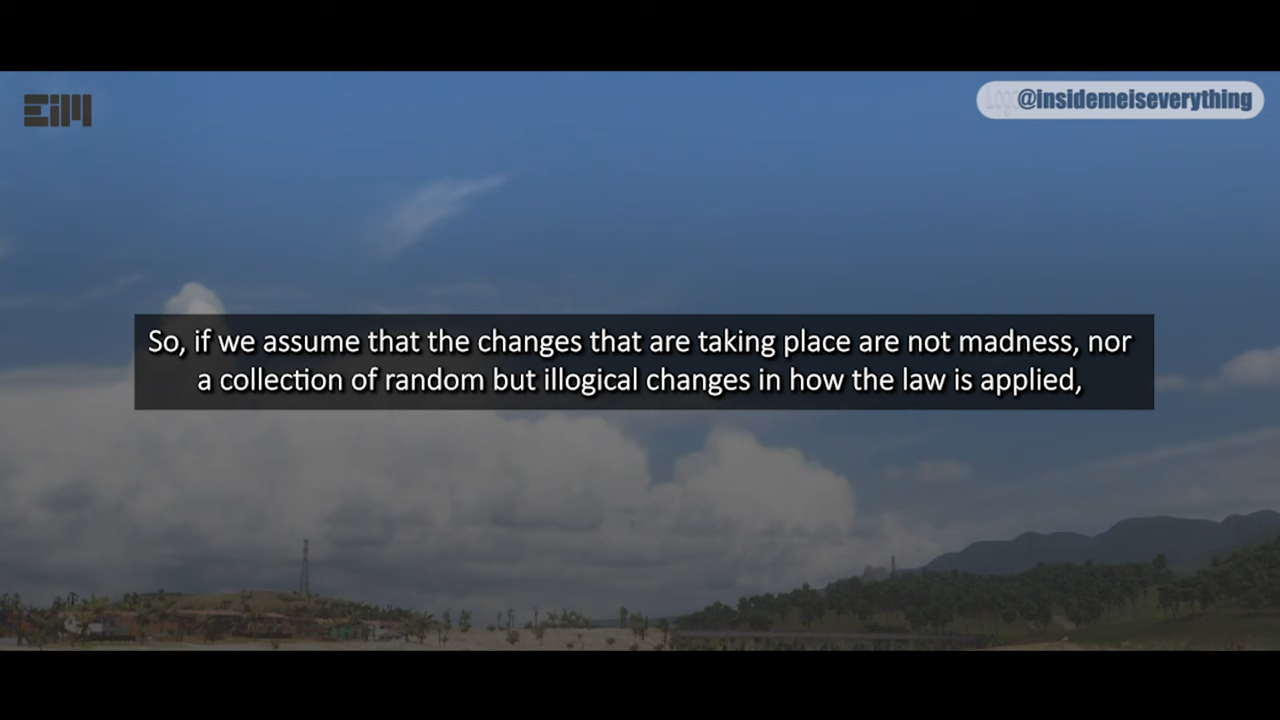 EiM
@insidemeiseverything
So, if we assume that the changes that are taking place are not madness, nor
a collection of random but illogical changes in how the law is applied,